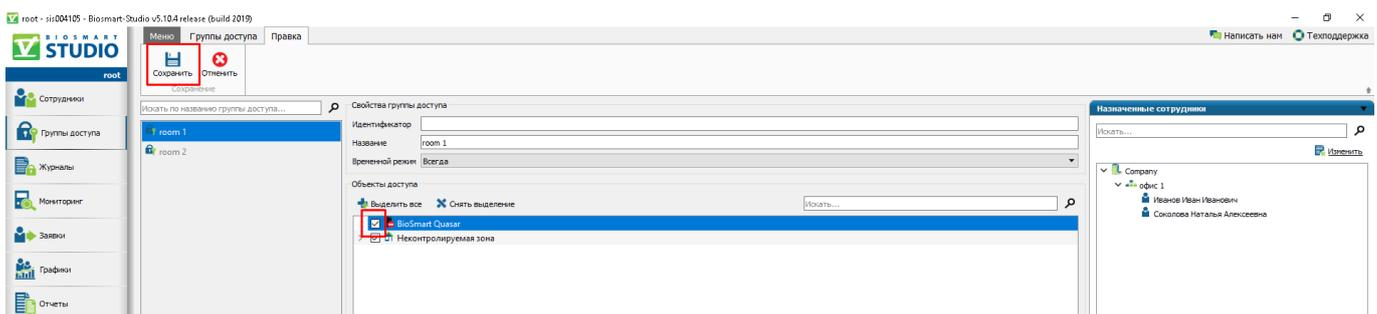 root - sis004105 - Biosmart-Studio v5.10.4 release (build 2019)
BIOSMART
STUDIO
root
Меню Группы доступа Правка
Написать нам Техподдержка
Сохранить Отменить
Сохранение
Сотрудники
Группы доступа
Журналы
Мониторинг
Заявки
Графики
Отчеты
Искать по названию группы доступа...
room 1
room 2
Свойства группы доступа
Идентификатор
Название room 1
Временной режим Всегда
Объекты доступа
Выделить все Снять выделение Искать...
BioSmart Quasar
Неконтролируемая зона
Назначенные сотрудники
Искать...
Изменить
Company
офис 1
Иванов Иван Иванович
Соколова Наталья Алексеевна